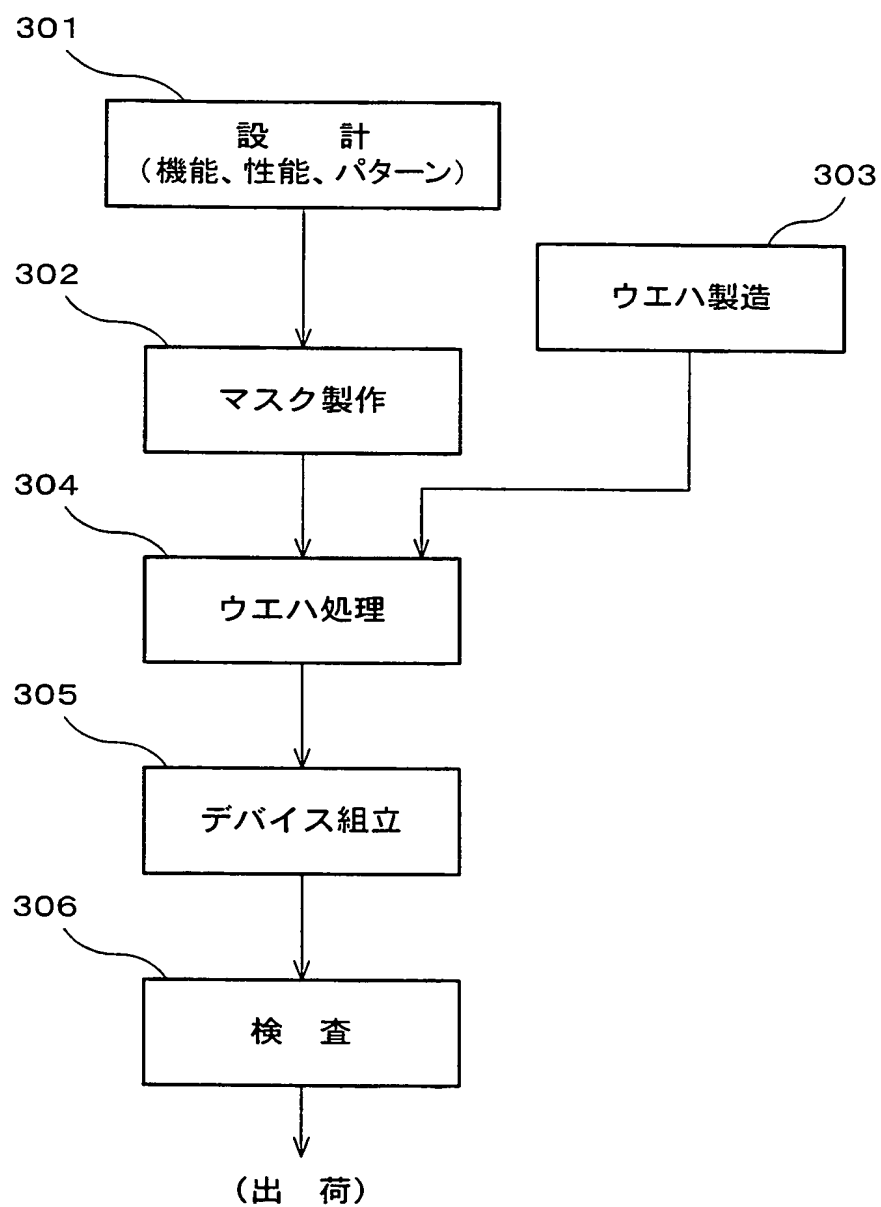 301
設 計
(機能、性能、パターン)
303
ウエハ製造
302
マスク製作
304
ウエハ処理
305
デバイス組立
306
検 査
(出 荷)